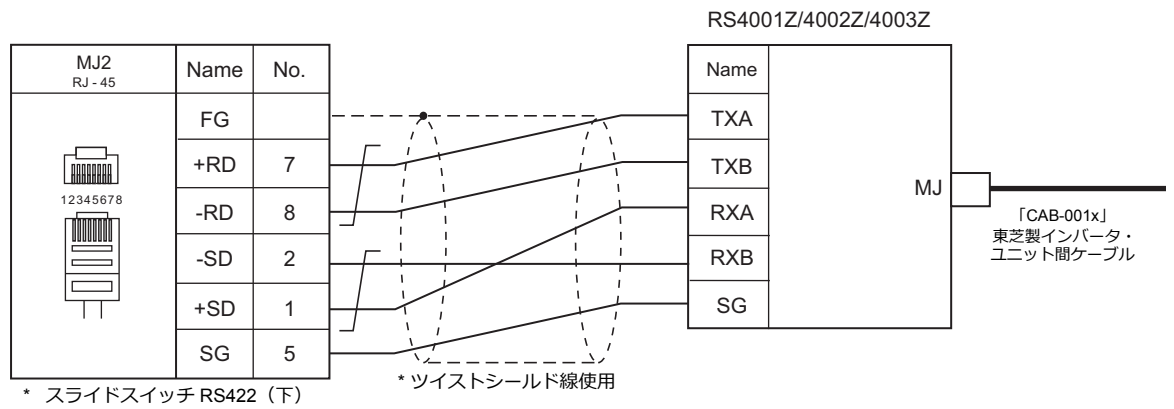 RS4001Z/4002Z/4003Z
MJ2
RJ - 45
Name
No.
FG
+RD
7
-RD
8
-SD
2
+SD
1
SG
5
12345678
Name
TXA
TXB
RXA
RXB
SG
MJ
「CAB-001x」
東芝製インバータ・
ユニット間ケーブル
* ツイストシールド線使用
* スライドスイッチ RS422（下）